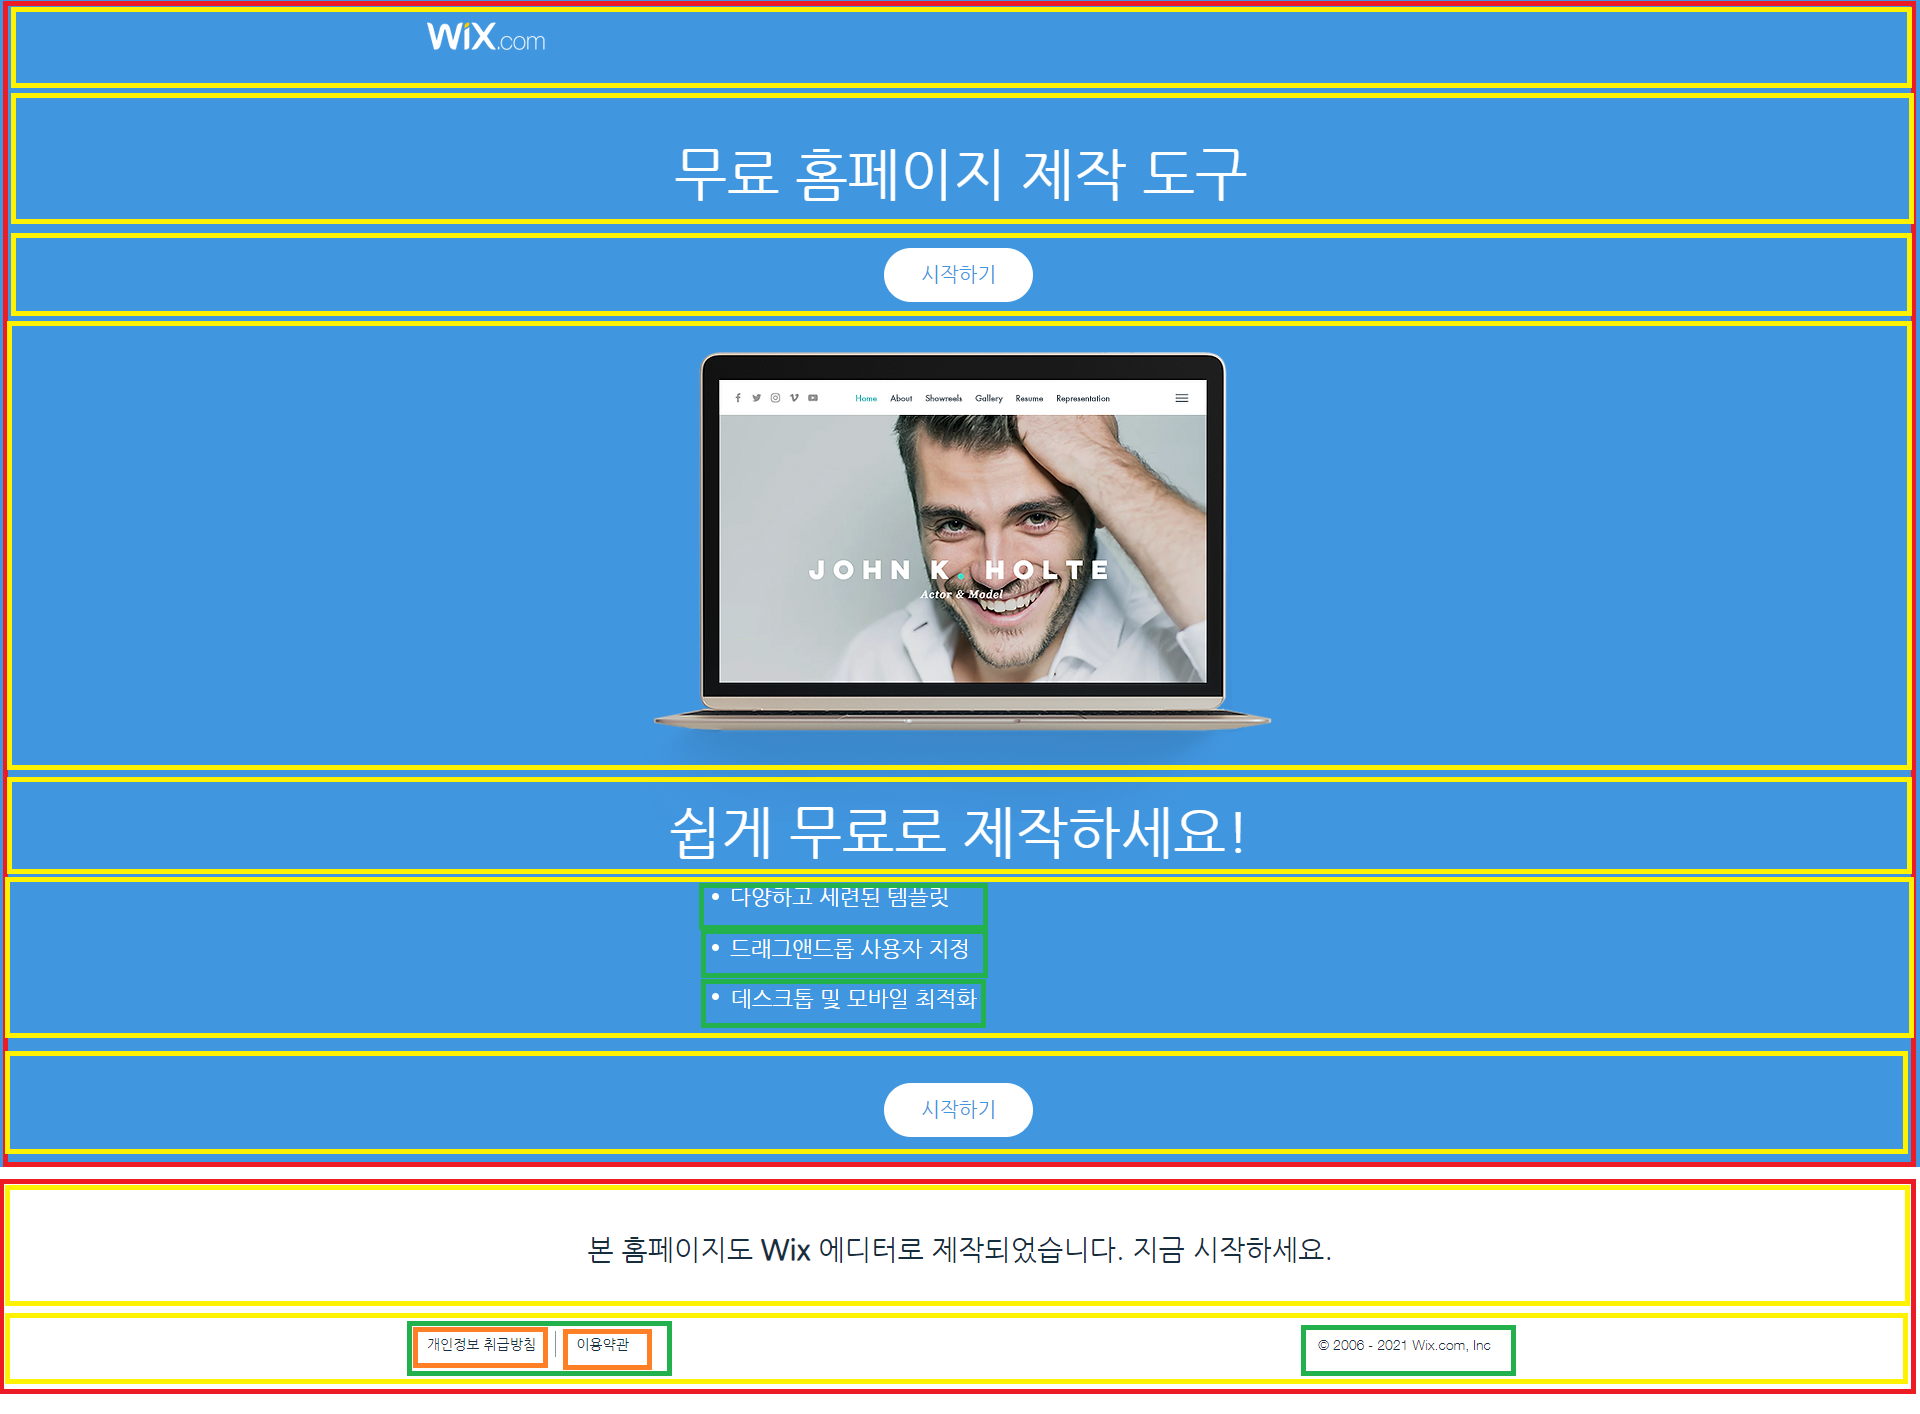 WiX.com
무료 홈페이지 제작 도구
시작하기
Home About Showreels Gallery Resume Representation
JOHN K. HOLTE
Actor & Model
쉽게 무료로 제작하세요!
• 다양하고 세련된 템플릿
• 드래그앤드롭 사용자 지정
• 데스크톱 및 모바일 최적화
시작하기
본 홈페이지도 Wix 에디터로 제작되었습니다. 지금 시작하세요.
개인정보 취급방침 | 이용약관
© 2006 - 2021 Wix.com, Inc